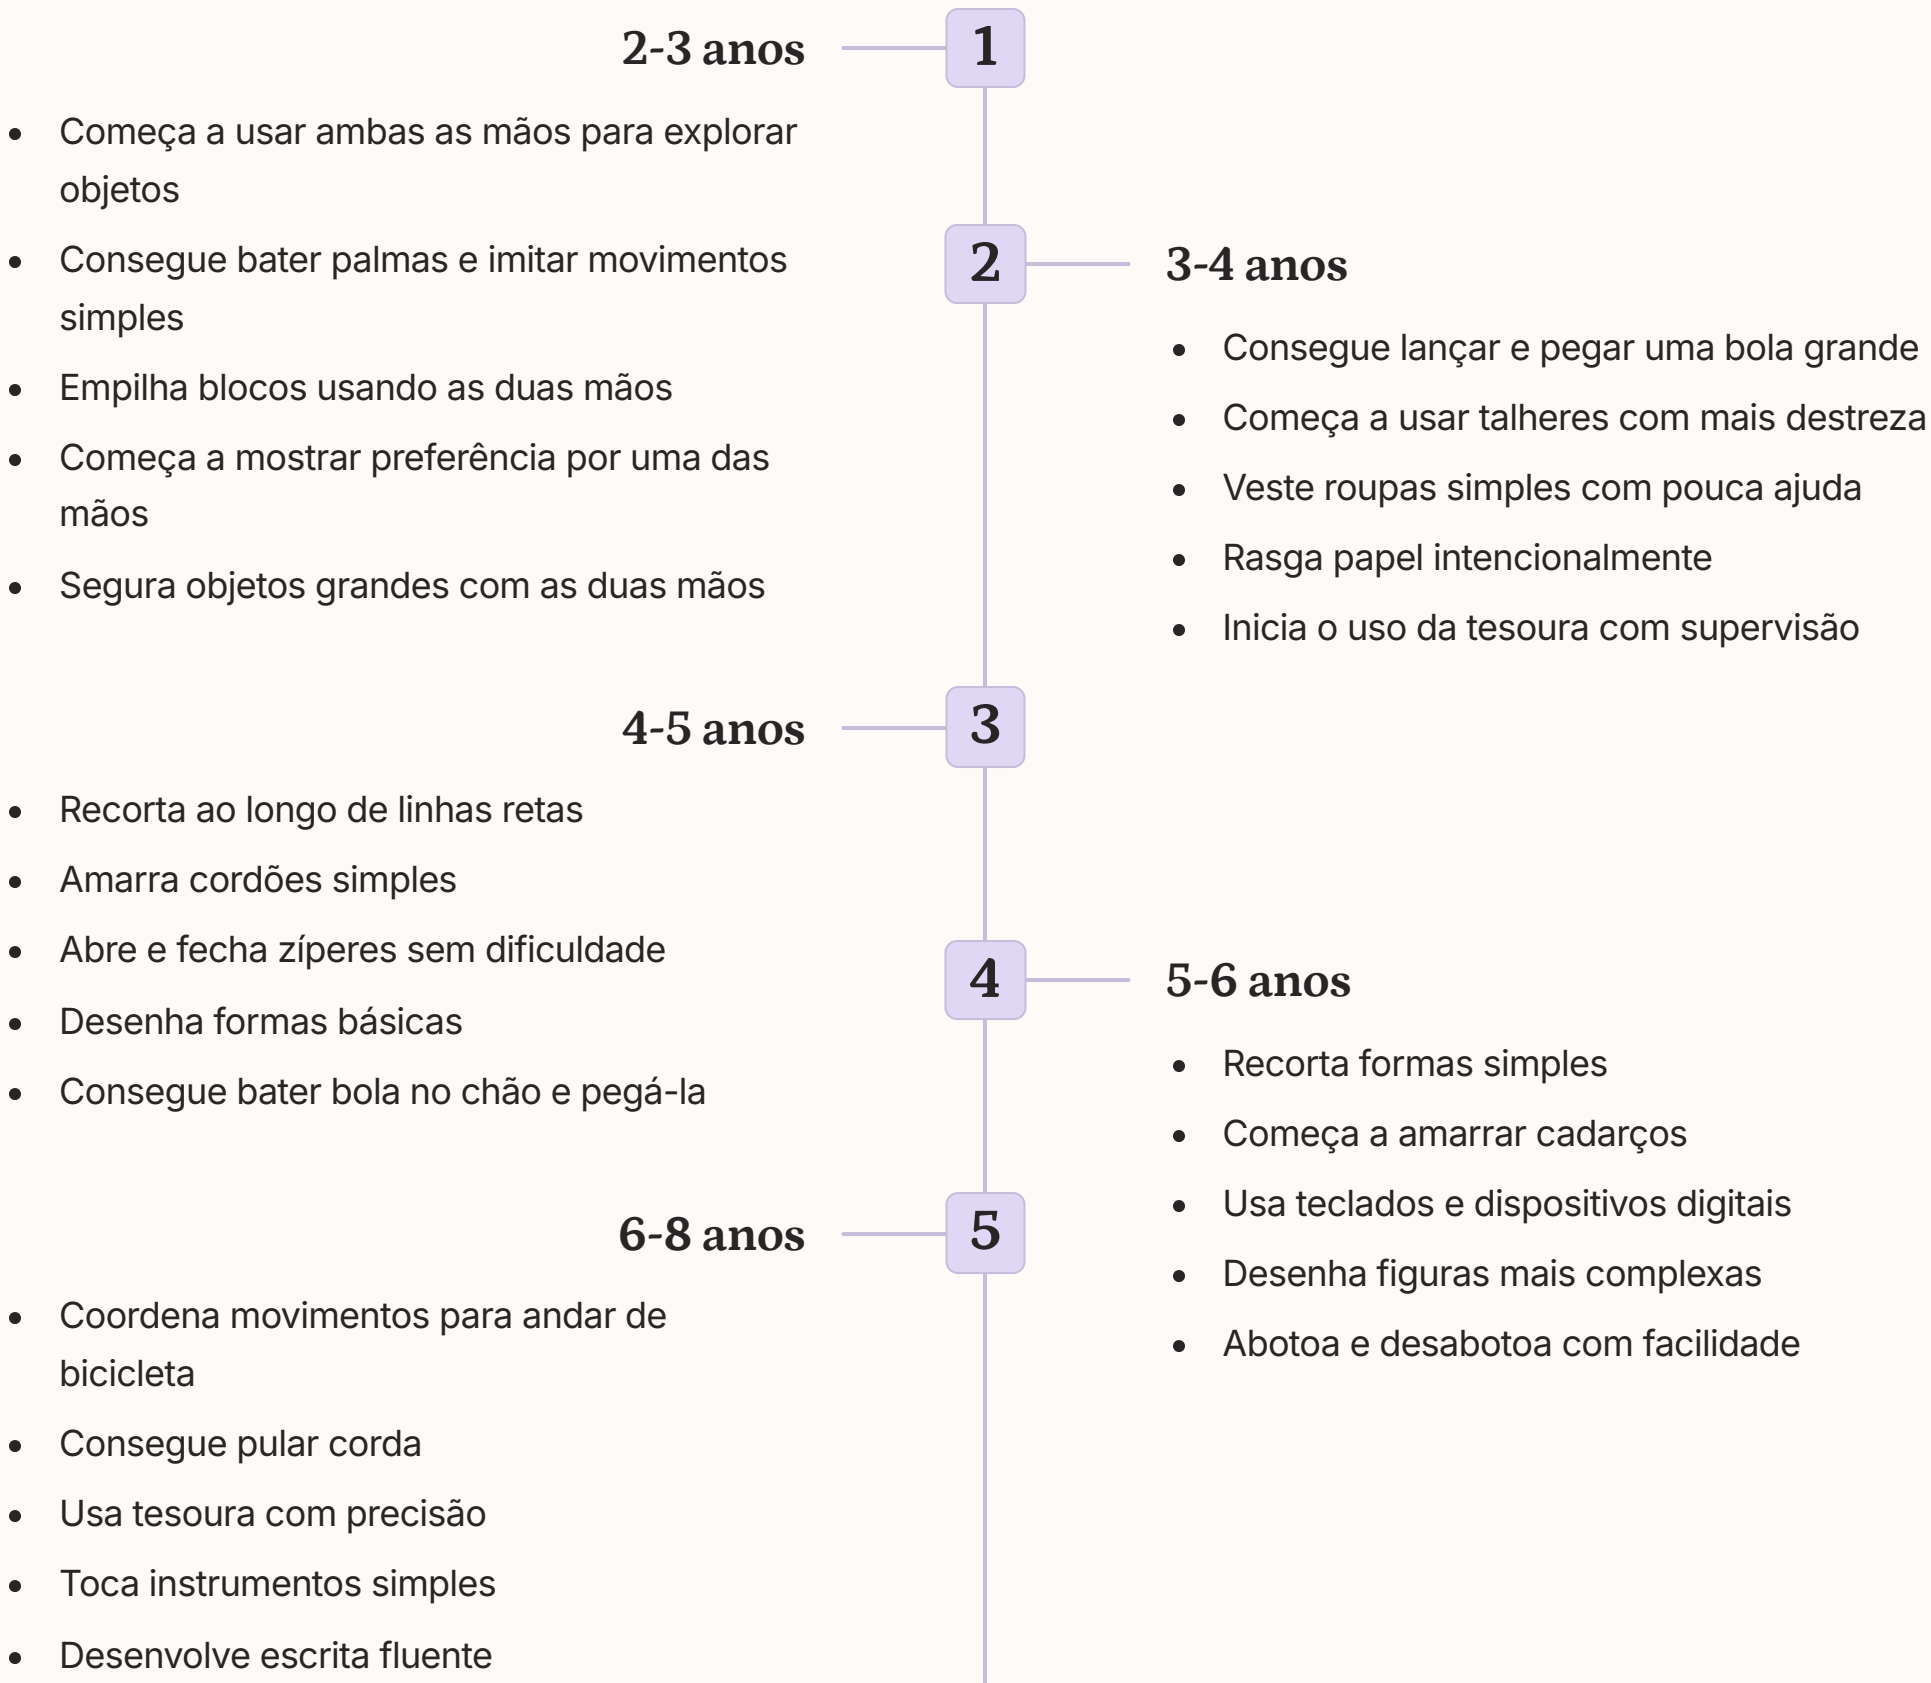 2-3 anos
1
• Começa a usar ambas as mãos para explorar
objetos
• Consegue bater palmas e imitar movimentos
simples
• Empilha blocos usando as duas mãos
• Começa a mostrar preferência por uma das
mãos
• Segura objetos grandes com as duas mãos
2
3-4 anos
• Consegue lançar e pegar uma bola grande
• Começa a usar talheres com mais destreza
• Veste roupas simples com pouca ajuda
• Rasga papel intencionalmente
• Inicia o uso da tesoura com supervisão
4-5 anos
3
• Recorta ao longo de linhas retas
• Amarra cordões simples
• Abre e fecha zíperes sem dificuldade
• Desenha formas básicas
• Consegue bater bola no chão e pegá-la
4
5-6 anos
• Recorta formas simples
• Começa a amarrar cadarços
• Usa teclados e dispositivos digitais
• Desenha figuras mais complexas
• Abotoa e desabotoa com facilidade
6-8 anos
5
• Coordena movimentos para andar de
bicicleta
• Consegue pular corda
• Usa tesoura com precisão
• Toca instrumentos simples
• Desenvolve escrita fluente